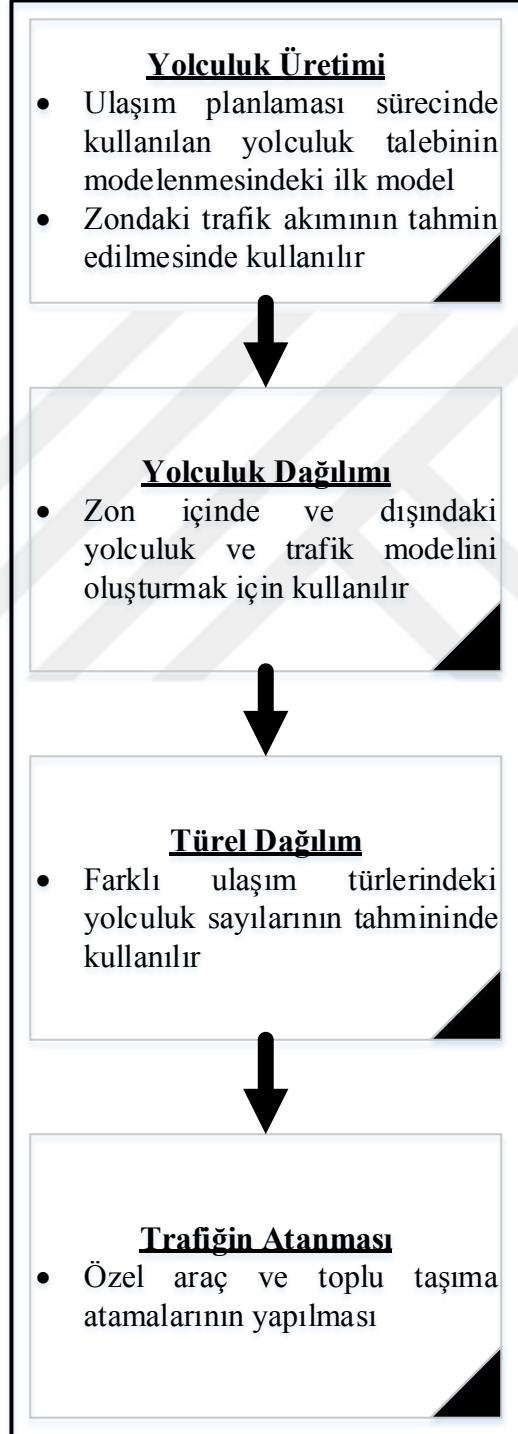 Yolculuk Üretimi
• Ulaşım planlaması sürecinde
kullanılan yolculuk talebinin
modelenmesindeki ilk model
• Zondaki trafik akımının tahmin
edilmesinde kullanılır
Yolculuk Dağılımı
• Zon içinde ve dışındaki
yolculuk ve trafik modelini
oluşturmak için kullanılır
Türel Dağılım
• Farklı ulaşım türlerindeki
yolculuk sayılarının tahmininde
kullanılır
Trafiğin Atanması
• Özel araç ve toplu taşıma
atamalarının yapılması